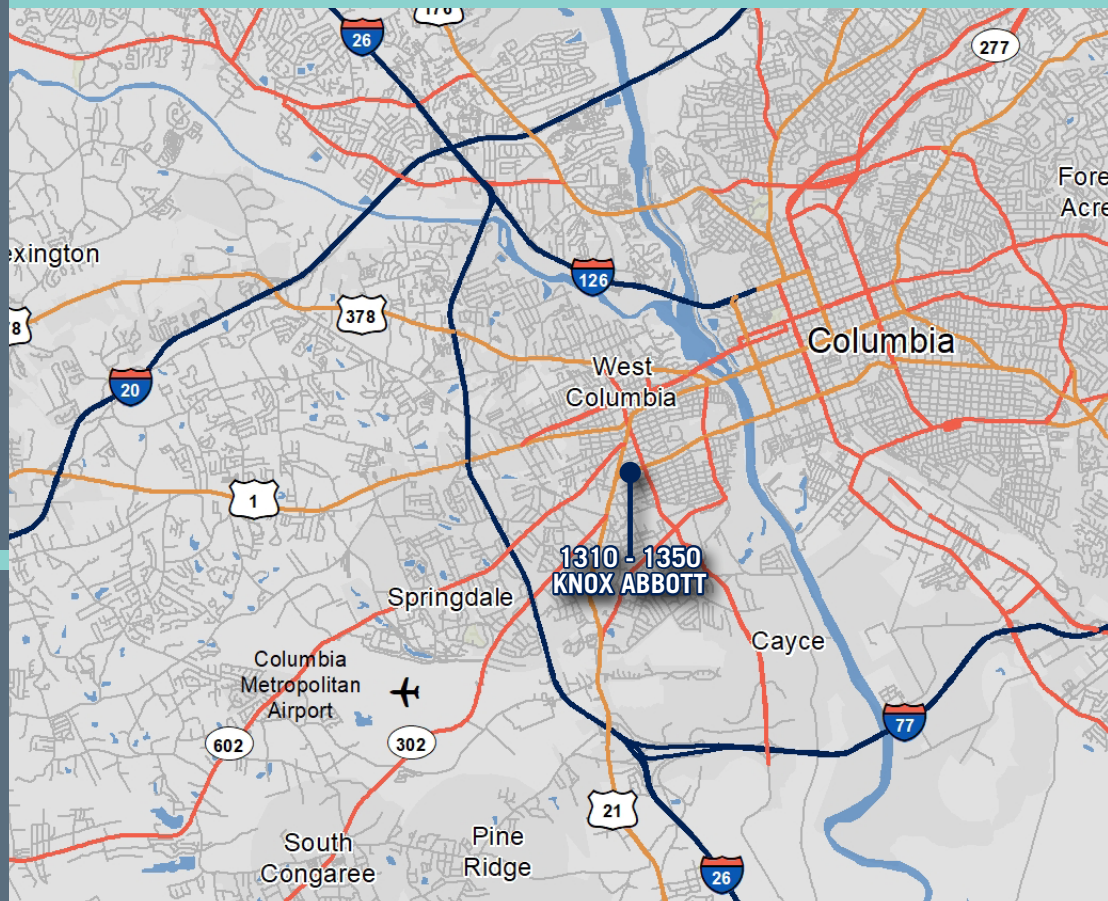 176
26
277
Fore
Acre
exington
126
378
78
Columbia
West
Columbia
20
1
1310 - 1350
KNOX ABBOTT
Springdale
Cayce
Columbia
Metropolitan
Airport
602
302
77
21
South
Congaree
Pine
Ridge
26